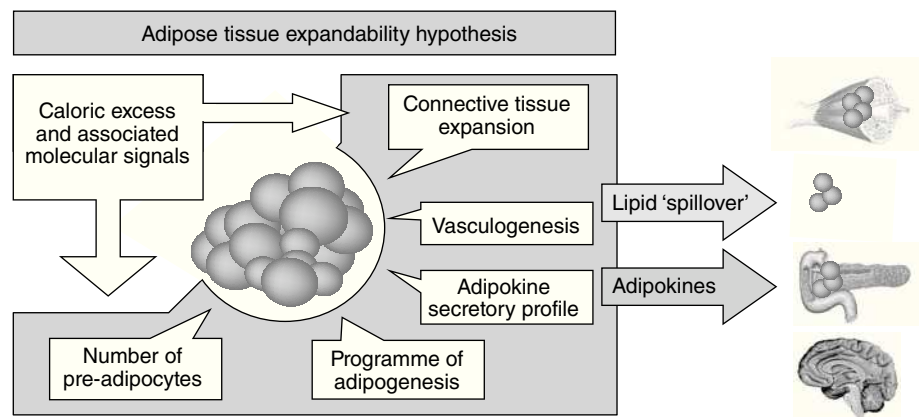 Adipose tissue expandability hypothesis
Caloric excess
and associated
molecular signals
Connective tissue
expansion
Vasculogenesis
Adipokine
secretory profile
Number of
pre-adipocytes
Programme of
adipogenesis
Lipid ‘spillover’
Adipokines